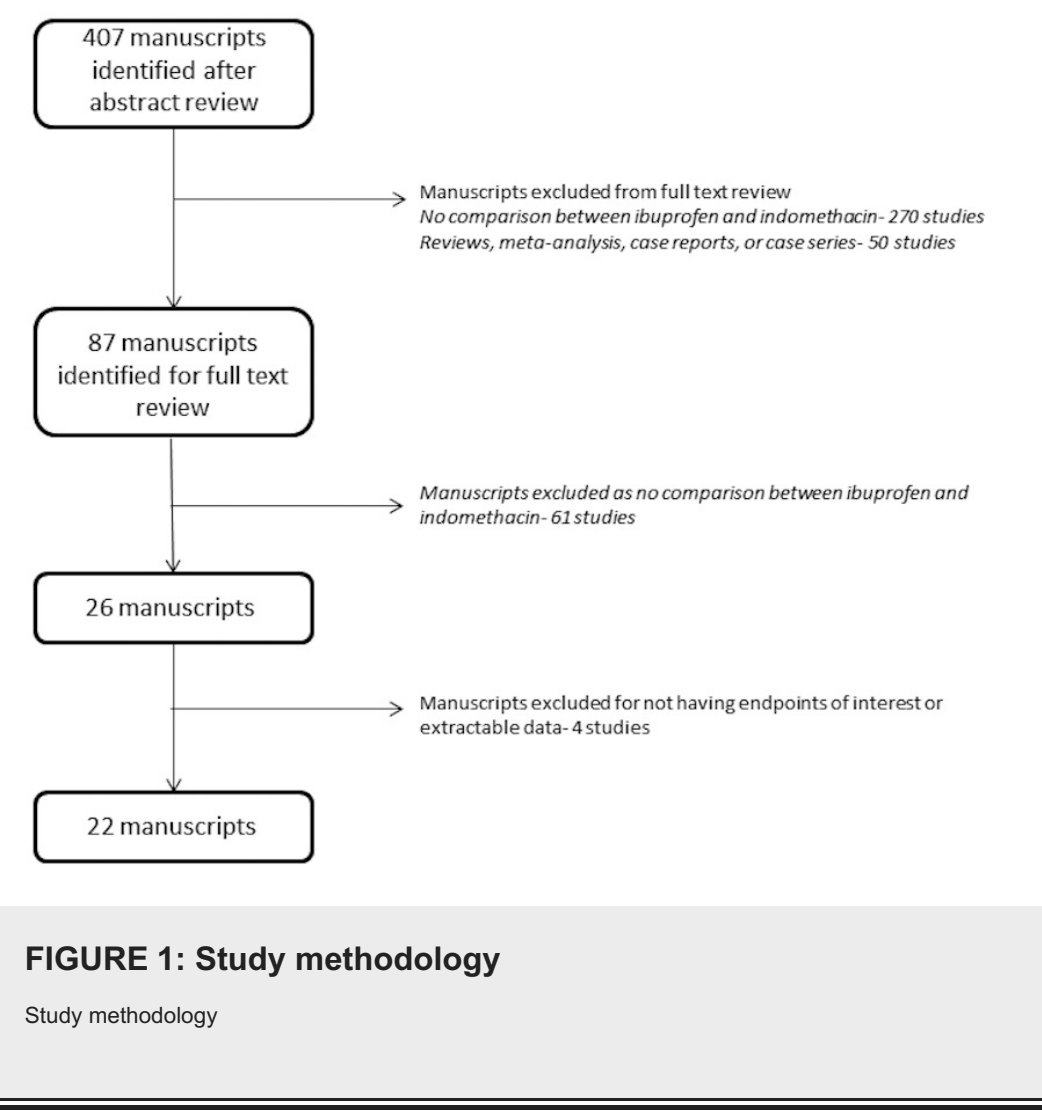 407 manuscripts
identified after
abstract review
Manuscripts excluded from full text review
No comparison between ibuprofen and indomethacin- 270 studies
Reviews, meta-analysis, case reports, or case series- 50 studies
87 manuscripts
identified for full text
review
Manuscripts excluded as no comparison between ibuprofen and
indomethacin- 61 studies
26 manuscripts
Manuscripts excluded for not having endpoints of interest or
extractable data- 4 studies
22 manuscripts
FIGURE 1: Study methodology
Study methodology